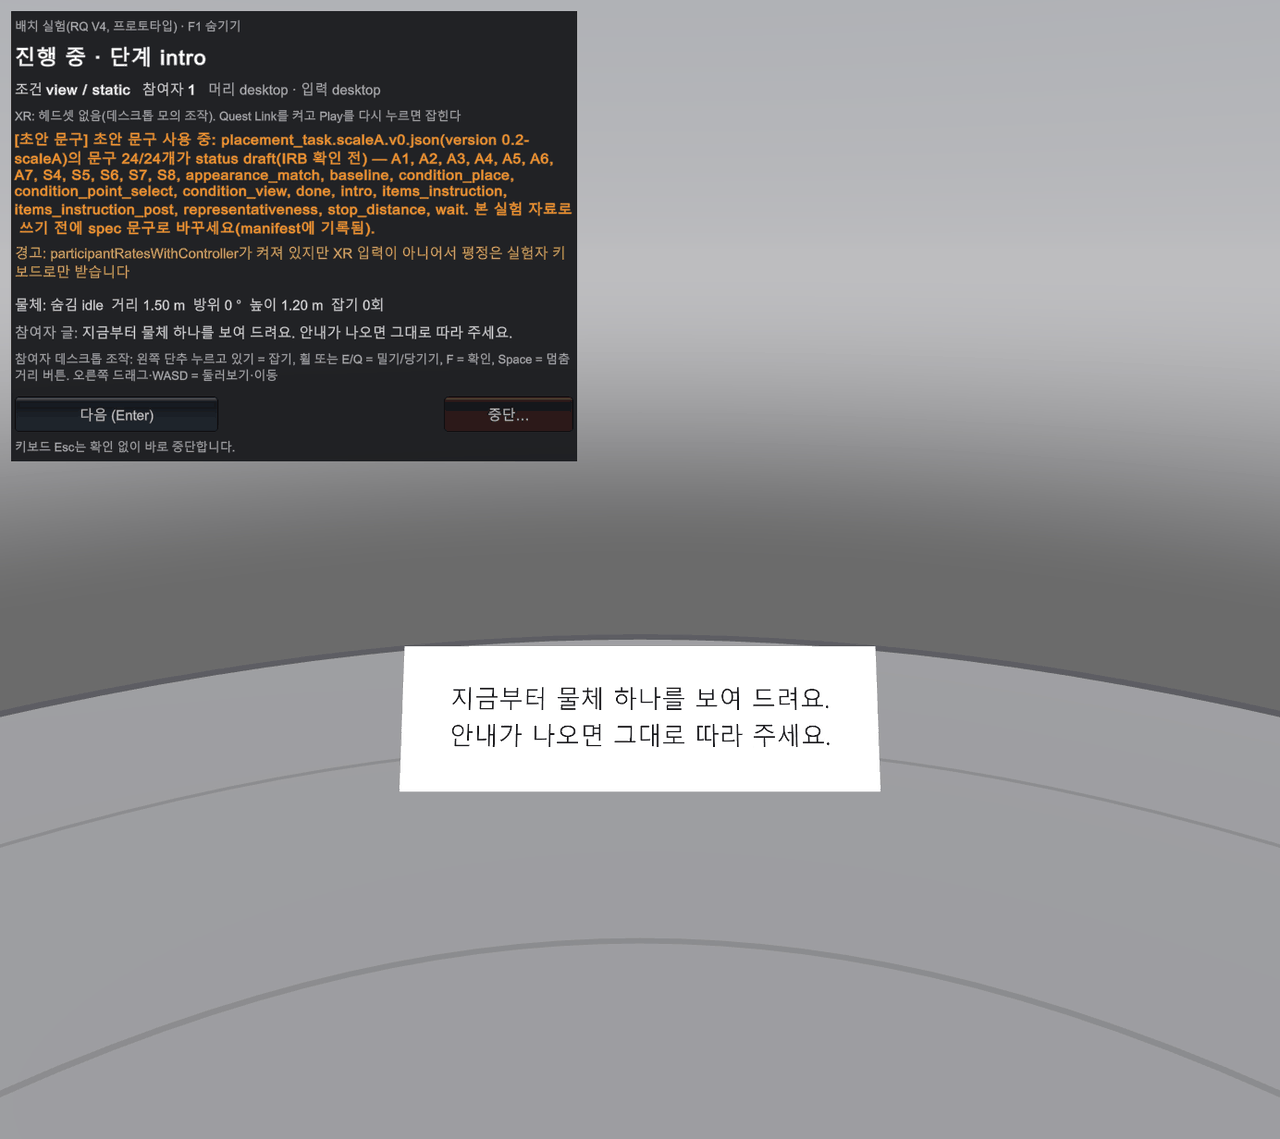 배치 실험(RQ V4, 프로토타입) · F1 숨기기
진행 중 · 단계 intro
조건 view / static 참여자 1 머리 desktop · 입력 desktop
XR: 헤드셋 없음(데스크톱 모의 조작). Quest Link를 켜고 Play를 다시 누르면 잡힌다
[초안 문구] 초안 문구 사용 중: placement_task.scaleA.v0.json(version 0.2-
scaleA)의 문구 24/24개가 status draft(IRB 확인 전) — A1, A2, A3, A4, A5, A6,
A7, S4, S5, S6, S7, S8, appearance_match, baseline, condition_place,
condition_point_select, condition_view, done, intro, items_instruction,
items_instruction_post, representativeness, stop_distance, wait. 본 실험 자료로
쓰기 전에 spec 문구로 바꾸세요(manifest에 기록됨).
경고: participantRatesWithController가 켜져 있지만 XR 입력이 아니어서 평정은 실험자 키
보드로만 받습니다
물체: 숨김 idle 거리 1.50 m 방위 0 ° 높이 1.20 m 잡기 0회
참여자 글: 지금부터 물체 하나를 보여 드려요. 안내가 나오면 그대로 따라 주세요.
참여자 데스크톱 조작: 왼쪽 단추 누르고 있기 = 잡기, 휠 또는 E/Q = 밀기/당기기, F = 확인, Space = 멈춤
거리 버튼. 오른쪽 드래그·WASD = 둘러보기·이동
다음 (Enter)
중단…
키보드 Esc는 확인 없이 바로 중단합니다.
지금부터 물체 하나를 보여 드려요.
안내가 나오면 그대로 따라 주세요.